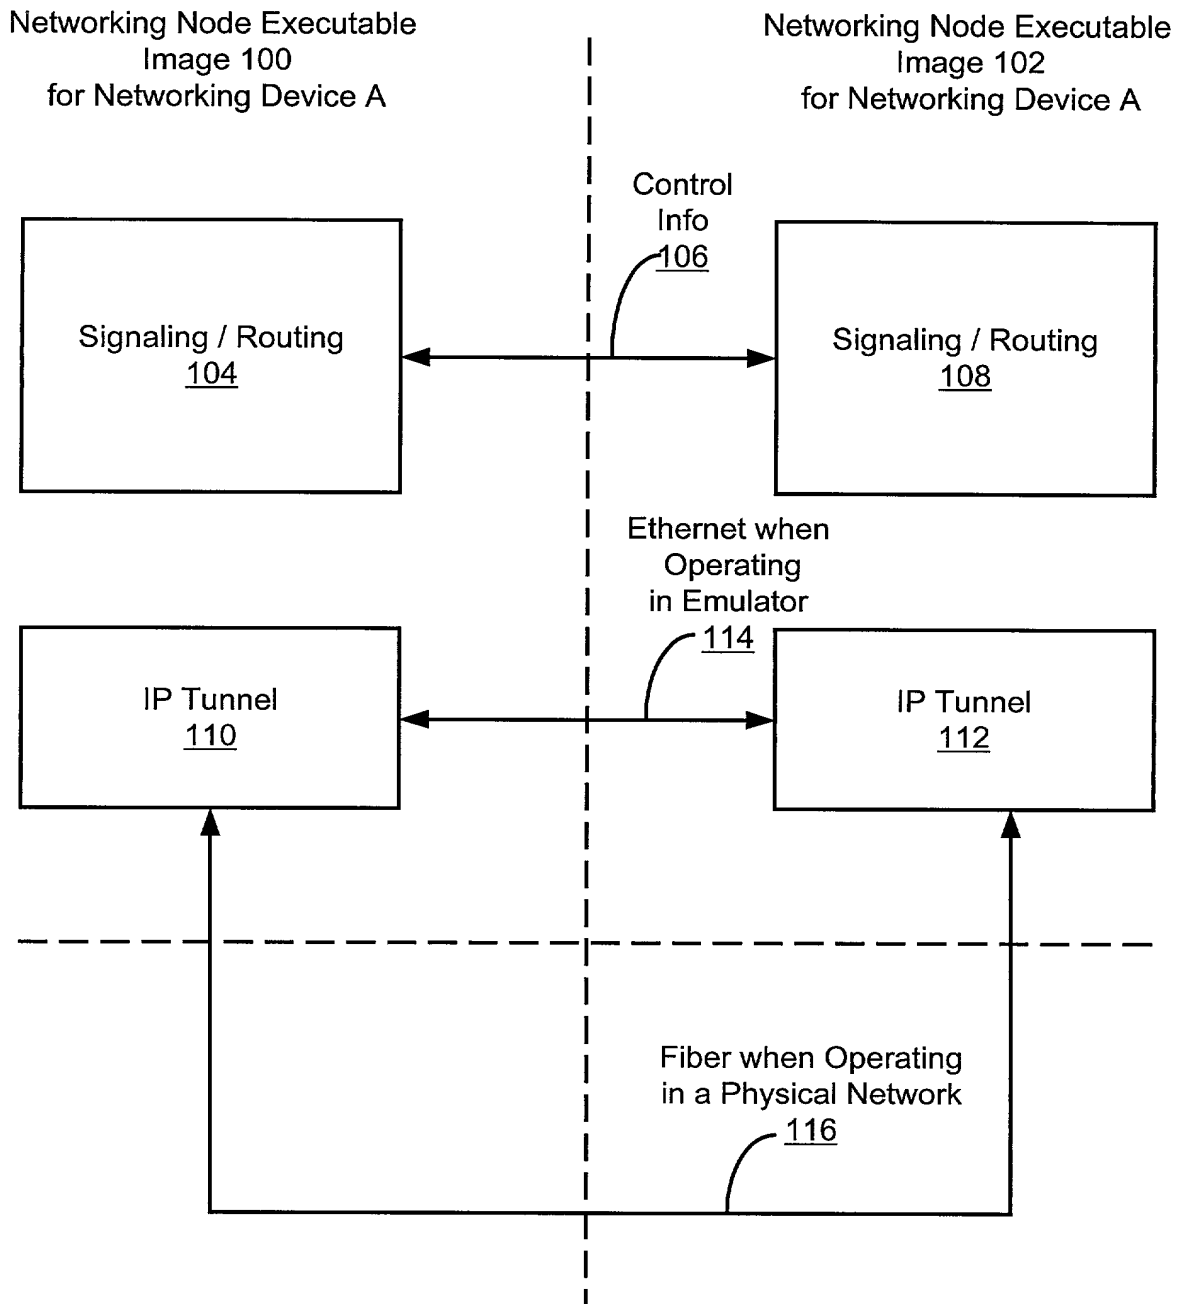 Networking Node Executable
Image 100
for Networking Device A
Networking Node Executable
Image 102
for Networking Device A
Control
Info
106
Signaling / Routing
104
Signaling / Routing
108
Ethernet when
Operating
in Emulator
114
IP Tunnel
110
IP Tunnel
112
Fiber when Operating
in a Physical Network
116